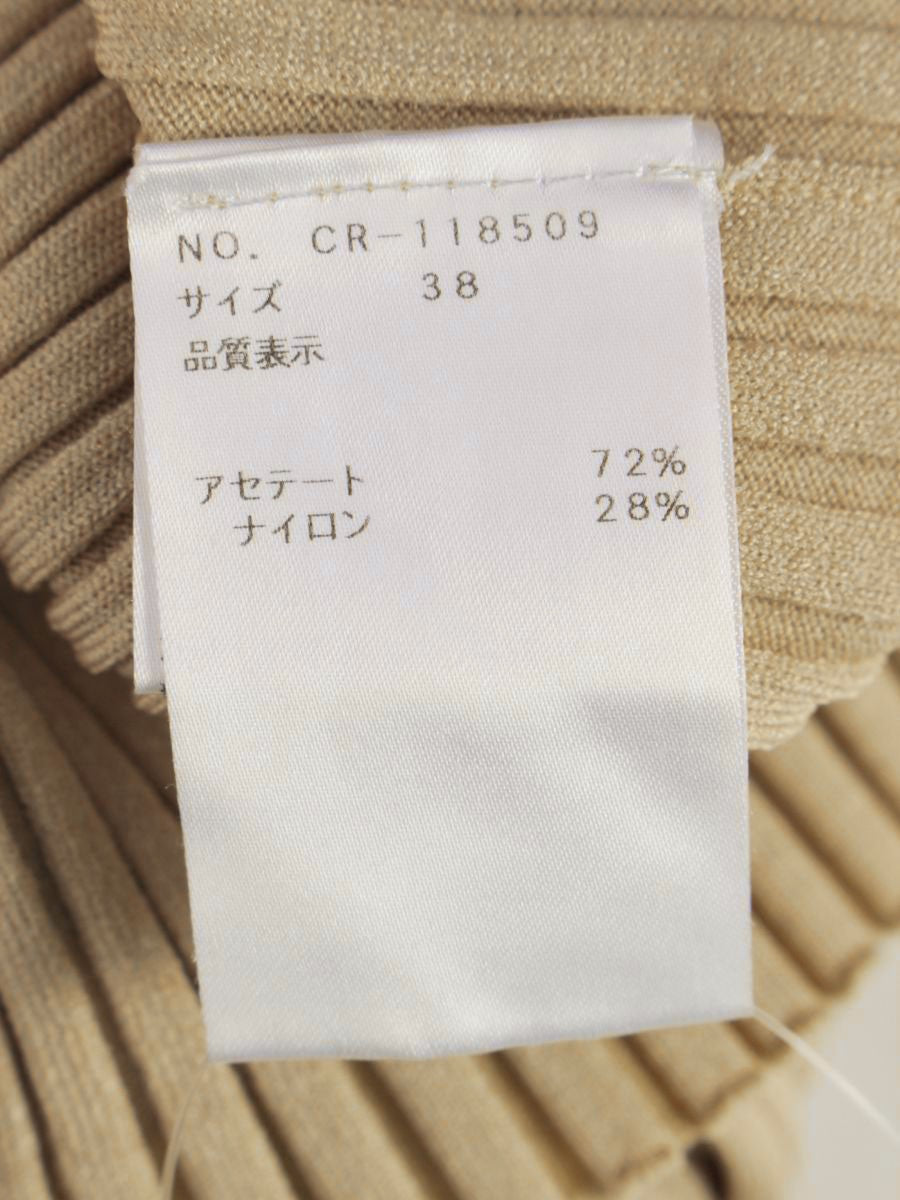 NO. CR-118509
サイズ 38
品質表示
アセテート 72%
ナイロン 28%